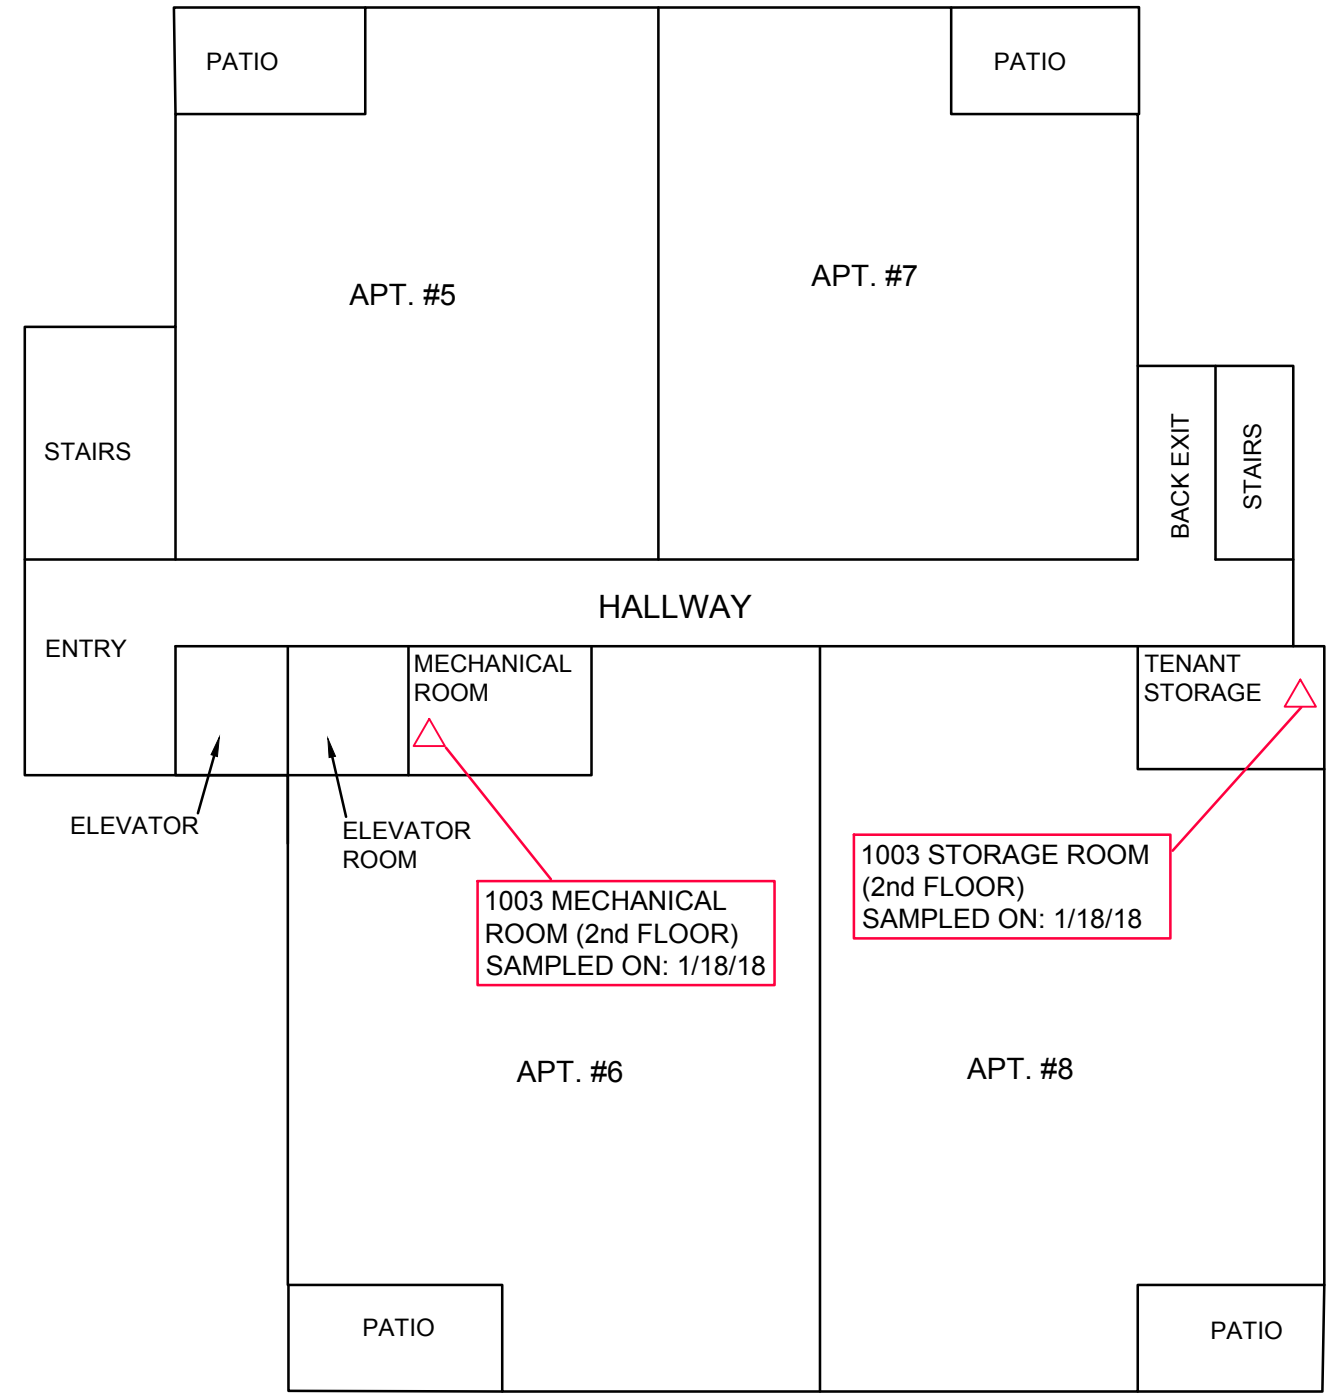 PATIO
PATIO
APT. #5
APT. #7
STAIRS
BACK EXIT
STAIRS
HALLWAY
ENTRY
MECHANICAL
ROOM
TENANT
STORAGE
ELEVATOR
ELEVATOR
ROOM
1003 STORAGE ROOM
(2nd FLOOR)
SAMPLED ON: 1/18/18
1003 MECHANICAL
ROOM (2nd FLOOR)
SAMPLED ON: 1/18/18
APT. #6
APT. #8
PATIO
PATIO